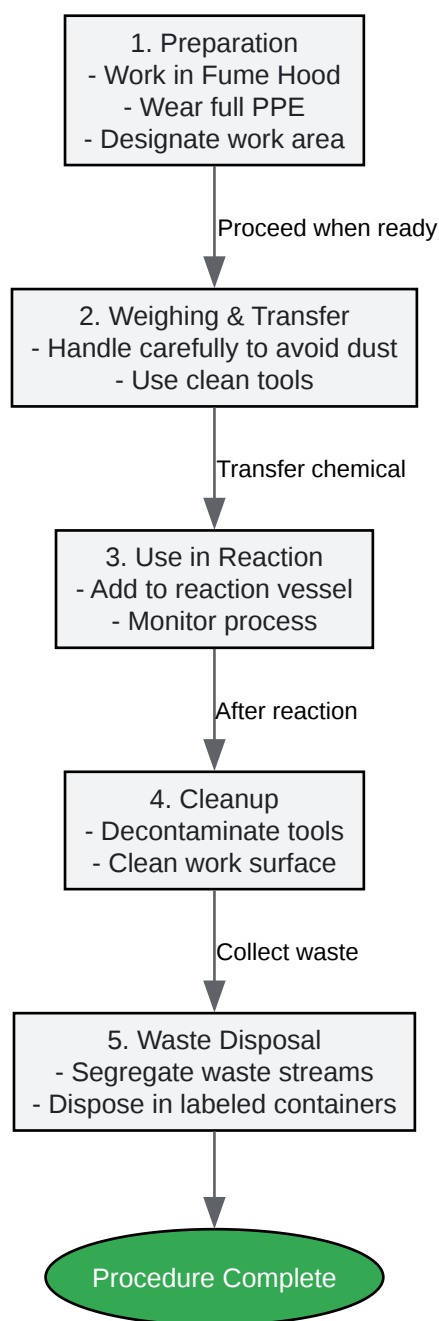 1. Preparation
- Work in Fume Hood
- Wear full PPE
- Designate work area
Proceed when ready
2. Weighing & Transfer
- Handle carefully to avoid dust
- Use clean tools
Transfer chemical
3. Use in Reaction
- Add to reaction vessel
- Monitor process
After reaction
4. Cleanup
- Decontaminate tools
- Clean work surface
Collect waste
5. Waste Disposal
- Segregate waste streams
- Dispose in labeled containers
Procedure Complete